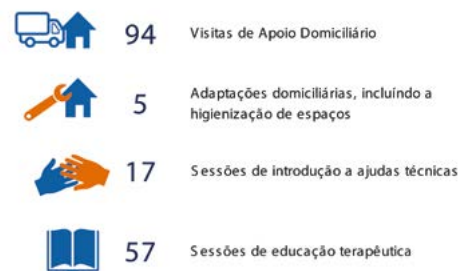 94 Visitas de Apoio Domiciliário
5 Adaptações domiciliárias, incluíndo a
higienização de espaços
17 Sessões de introdução a ajudas técnicas
57 Sessões de educação terapêutica